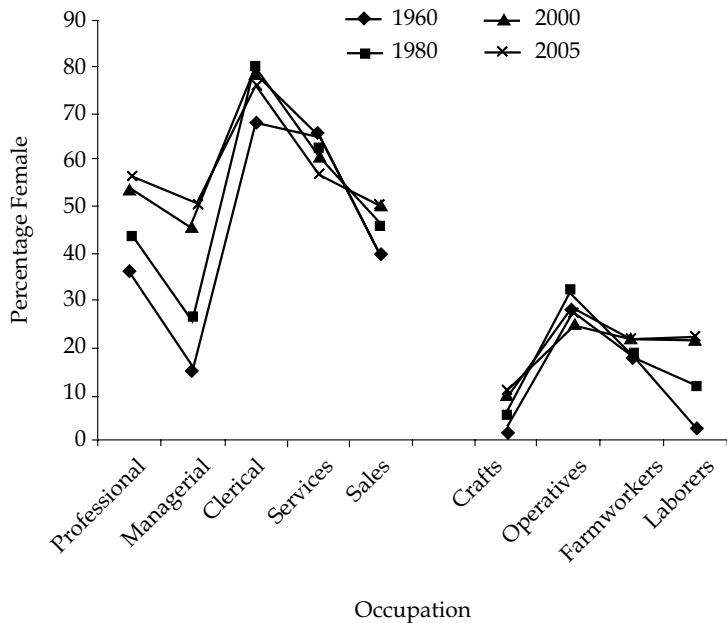 90
80
70
60
50
40
30
20
10
0
Percentage Female
1960
2000
1980
2005
Professional
Managerial
Clerical
Services
Sales
Crafts
Operatives
Farmworkers
Laborers
Occupation